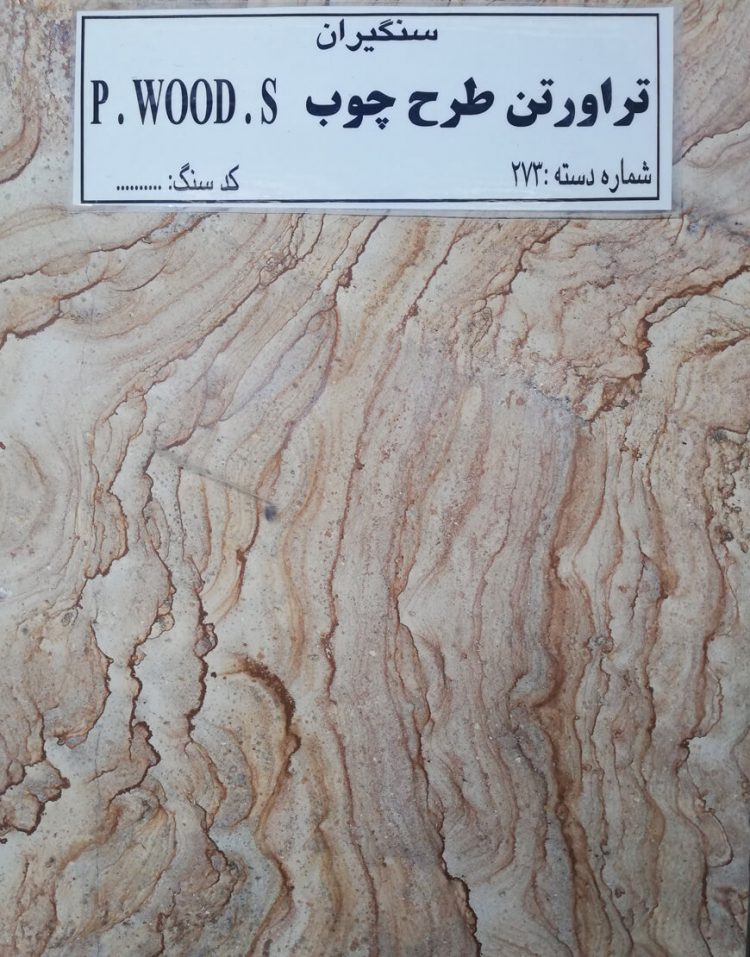 سنگیران
تراورتن طرح چوب P.WOOD.S
شماره دسته :۲۷۳ کد سنگ: ..........